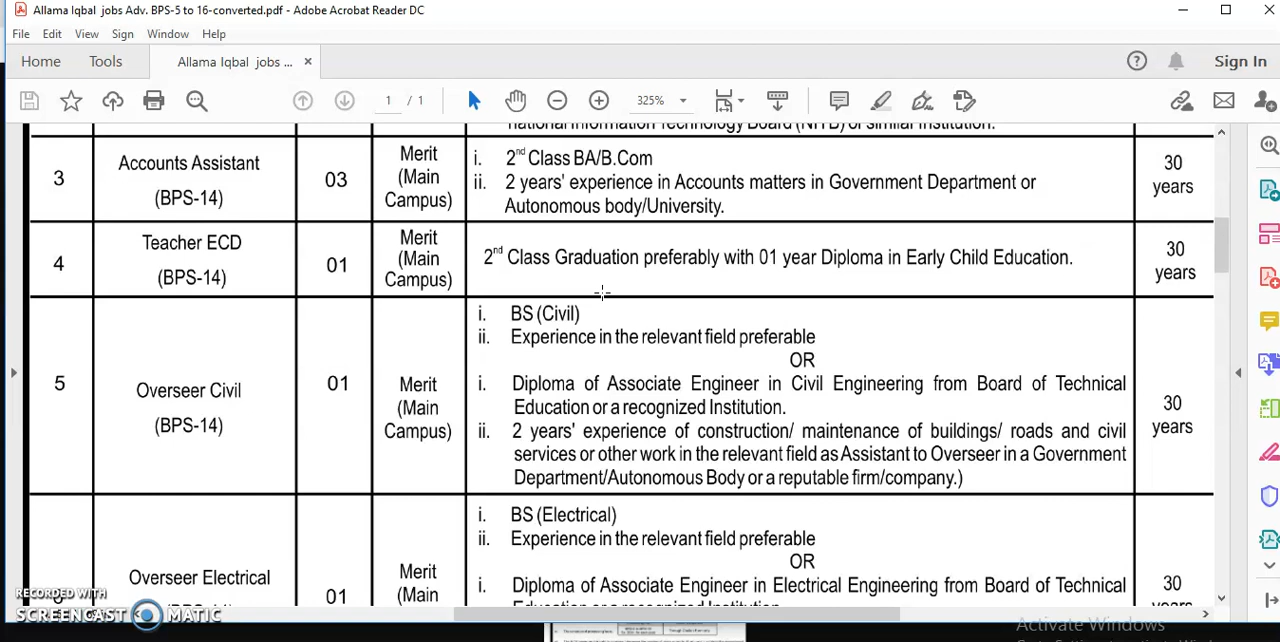 Allama Iqbal jobs Adv. BPS-5 to 16-converted.pdf - Adobe Acrobat Reader DC
File Edit View Sign Window Help
Home Tools Allama Iqbal jobs ... × Sign In
1 / 1 325%
national Information Technology Board (NITB) or similar institution.
3 Accounts Assistant (BPS-14) 03 Merit (Main Campus) 30 years
i. 2nd Class BA/B.Com
ii. 2 years' experience in Accounts matters in Government Department or
Autonomous body/University.
4 Teacher ECD (BPS-14) 01 Merit (Main Campus) 30 years
2nd Class Graduation preferably with 01 year Diploma in Early Child Education.
5 Overseer Civil (BPS-14) 01 Merit (Main Campus) 30 years
i. BS (Civil)
ii. Experience in the relevant field preferable
OR
i. Diploma of Associate Engineer in Civil Engineering from Board of Technical
Education or a recognized Institution.
ii. 2 years' experience of construction/ maintenance of buildings/ roads and civil
services or other work in the relevant field as Assistant to Overseer in a Government
Department/Autonomous Body or a reputable firm/company.)
Overseer Electrical 01 Merit (Main 30
i. BS (Electrical)
ii. Experience in the relevant field preferable
OR
i. Diploma of Associate Engineer in Electrical Engineering from Board of Technical
RECORDED WITH
SCREENCAST MATIC
Activate Windows